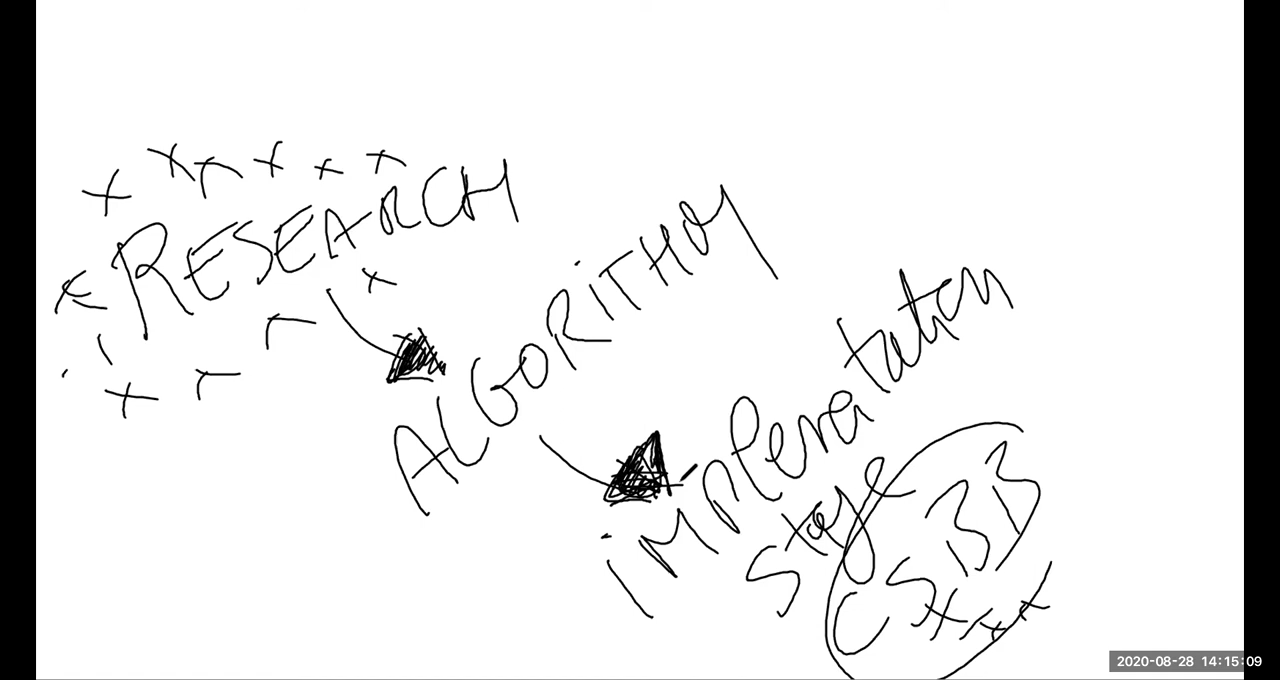 RESEARCH
ALGORITHM
iMPlementation
stage
CS133
2020-08-28 14:15:09